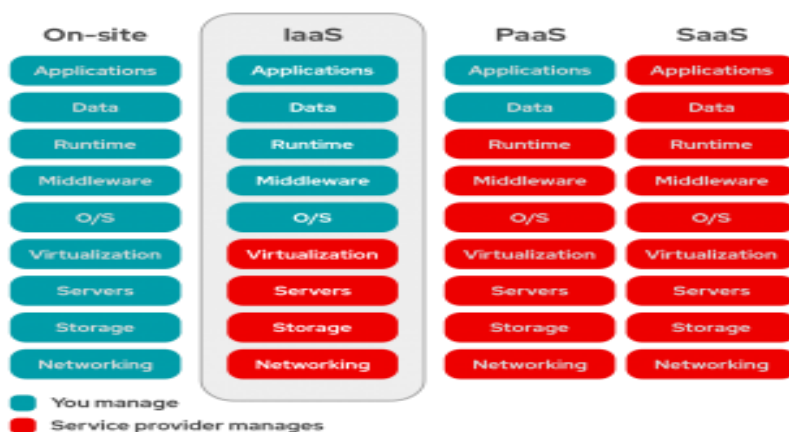 On-site IaaS PaaS SaaS
Applications Applications Applications Applications
Data Data Data Data
Runtime Runtime Runtime Runtime
Middleware Middleware Middleware Middleware
O/S O/S O/S O/S
Virtualization Virtualization Virtualization Virtualization
Servers Servers Servers Servers
Storage Storage Storage Storage
Networking Networking Networking Networking
You manage
Service provider manages